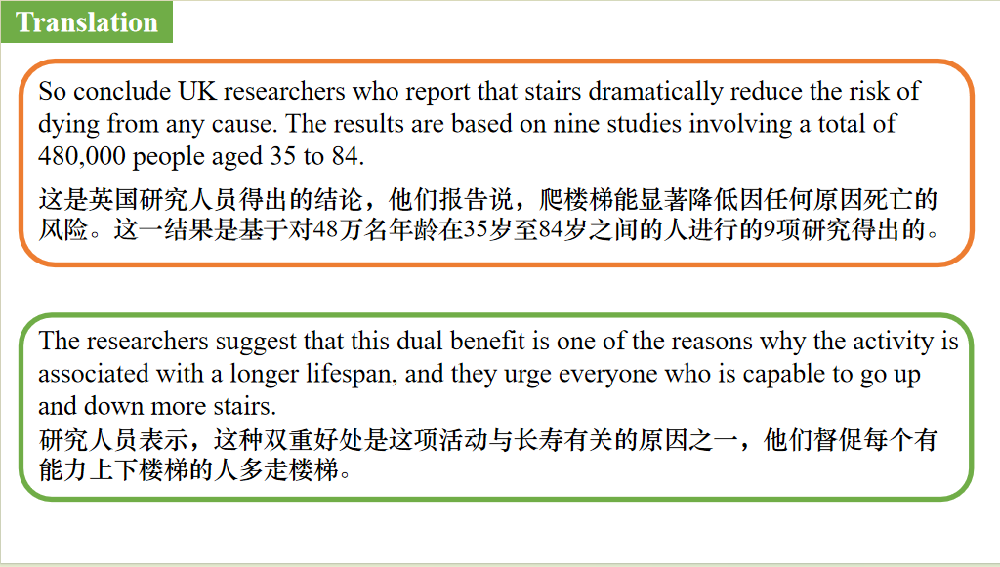 Translation
So conclude UK researchers who report that stairs dramatically reduce the risk of
dying from any cause. The results are based on nine studies involving a total of
480,000 people aged 35 to 84.
这是英国研究人员得出的结论，他们报告说，爬楼梯能显著降低因任何原因死亡的
风险。这一结果是基于对48万名年龄在35岁至84岁之间的人进行的9项研究得出的。
The researchers suggest that this dual benefit is one of the reasons why the activity is
associated with a longer lifespan, and they urge everyone who is capable to go up
and down more stairs.
研究人员表示，这种双重好处是这项活动与长寿有关的原因之一，他们督促每个有
能力上下楼梯的人多走楼梯。